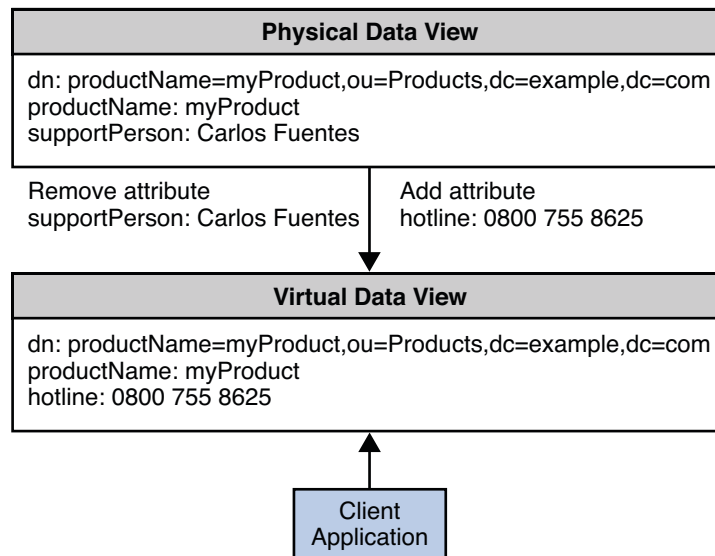 Physical Data View
dn: productName=myProduct,ou=Products,dc=example,dc=com
productName: myProduct
supportPerson: Carlos Fuentes
Remove attribute
supportPerson: Carlos Fuentes
Add attribute
hotline: 0800 755 8625
Virtual Data View
dn: productName=myProduct,ou=Products,dc=example,dc=com
productName: myProduct
hotline: 0800 755 8625
Client
Application